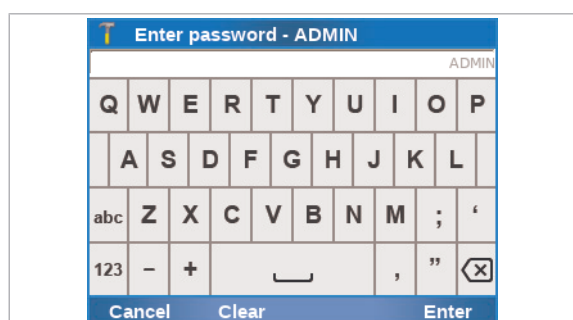 Enter password - ADMIN
ADMIN
Q W E R T Y U I O P
A S D F G H J K L
abc Z X C V B N M ; ‘
123 - + , ”
Cancel Clear Enter